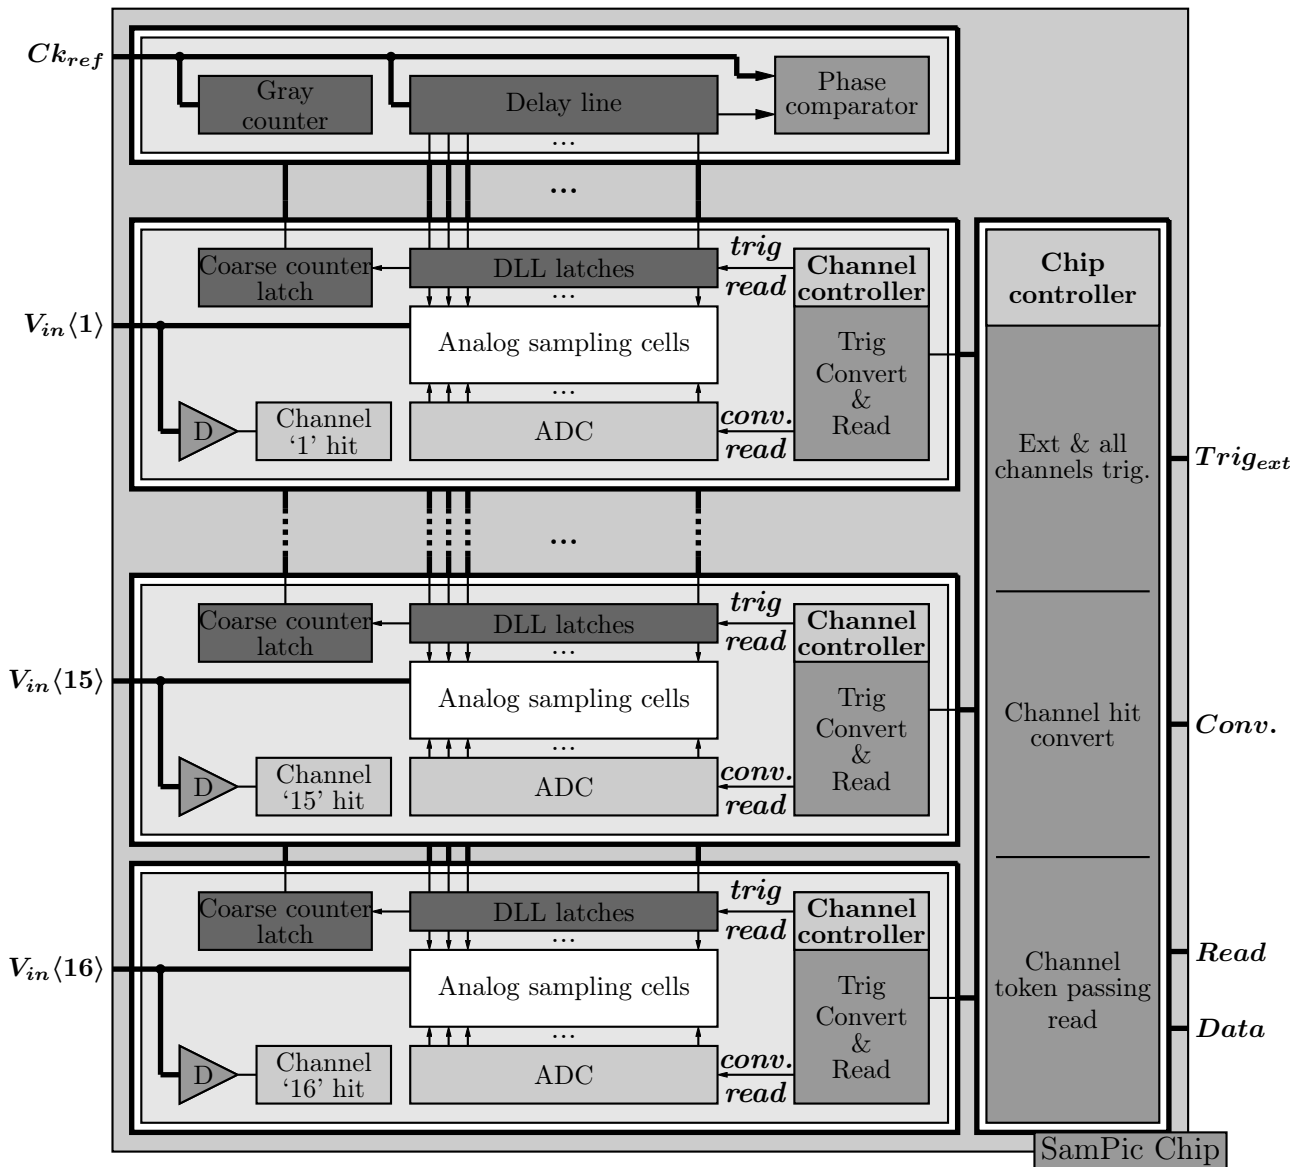 Ck_ref
Gray
counter
Delay line
Phase
comparator
...
...
Coarse counter
latch
DLL latches
trig
read
Channel
controller
Chip
controller
...
V_in⟨1⟩
Analog sampling cells
Trig
Convert
&
Read
...
D
Channel
‘1’ hit
ADC
conv.
read
Ext & all
channels trig.
Trig_ext
...
Coarse counter
latch
DLL latches
trig
read
Channel
controller
...
V_in⟨15⟩
Analog sampling cells
Trig
Convert
&
Read
Channel hit
convert
Conv.
...
D
Channel
‘15’ hit
ADC
conv.
read
Coarse counter
latch
DLL latches
trig
read
Channel
controller
...
V_in⟨16⟩
Analog sampling cells
Trig
Convert
&
Read
Channel
token passing
read
Read
Data
...
D
Channel
‘16’ hit
ADC
conv.
read
SamPic Chip